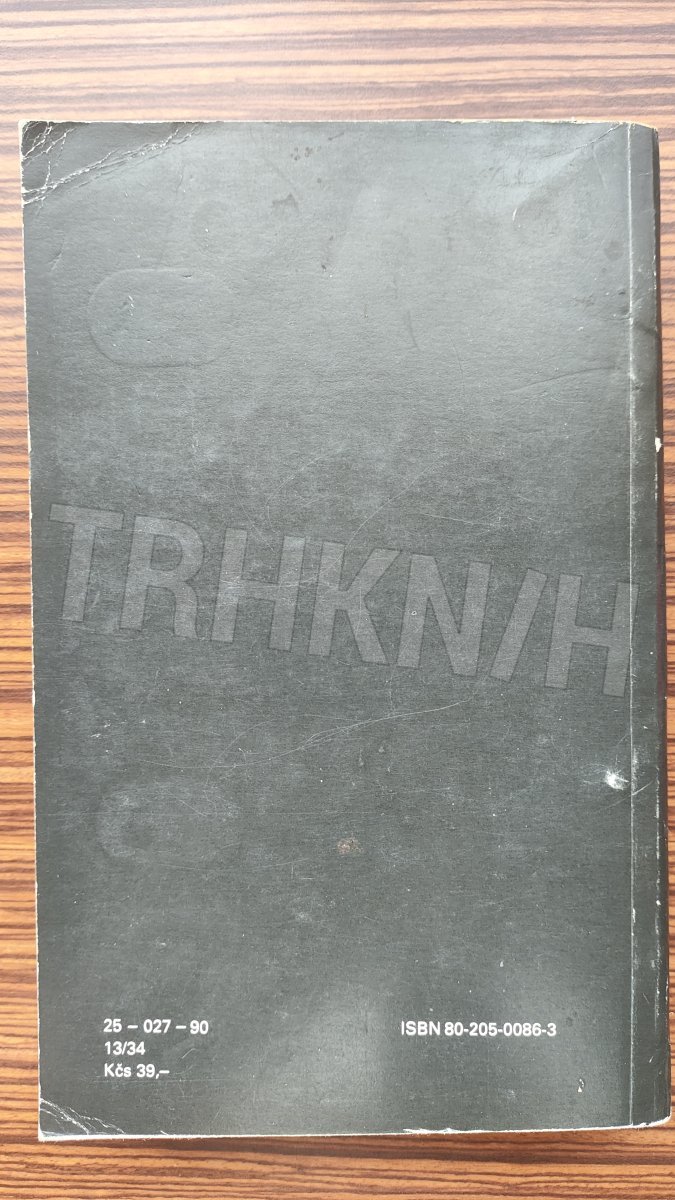 TRHKN/H
25 – 027 – 90
13/34
Kčs 39,–
ISBN 80-205-0086-3